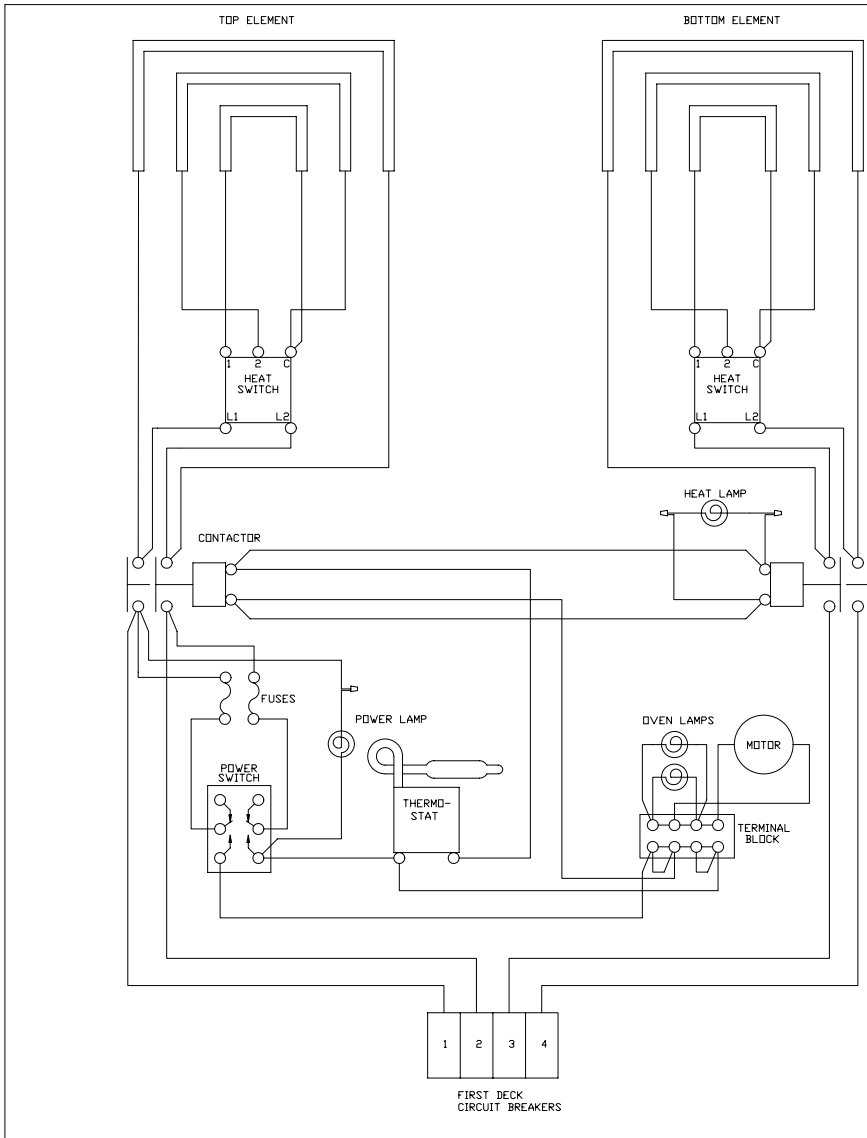 TOP ELEMENT
BOTTOM ELEMENT
1 2 C
HEAT
SWITCH
L1 L2
1 2 C
HEAT
SWITCH
L1 L2
HEAT LAMP
CONTACTOR
FUSES
POWER LAMP
OVEN LAMPS
MOTOR
POWER
SWITCH
THERMO-
STAT
TERMINAL
BLOCK
1 2 3 4
FIRST DECK
CIRCUIT BREAKERS